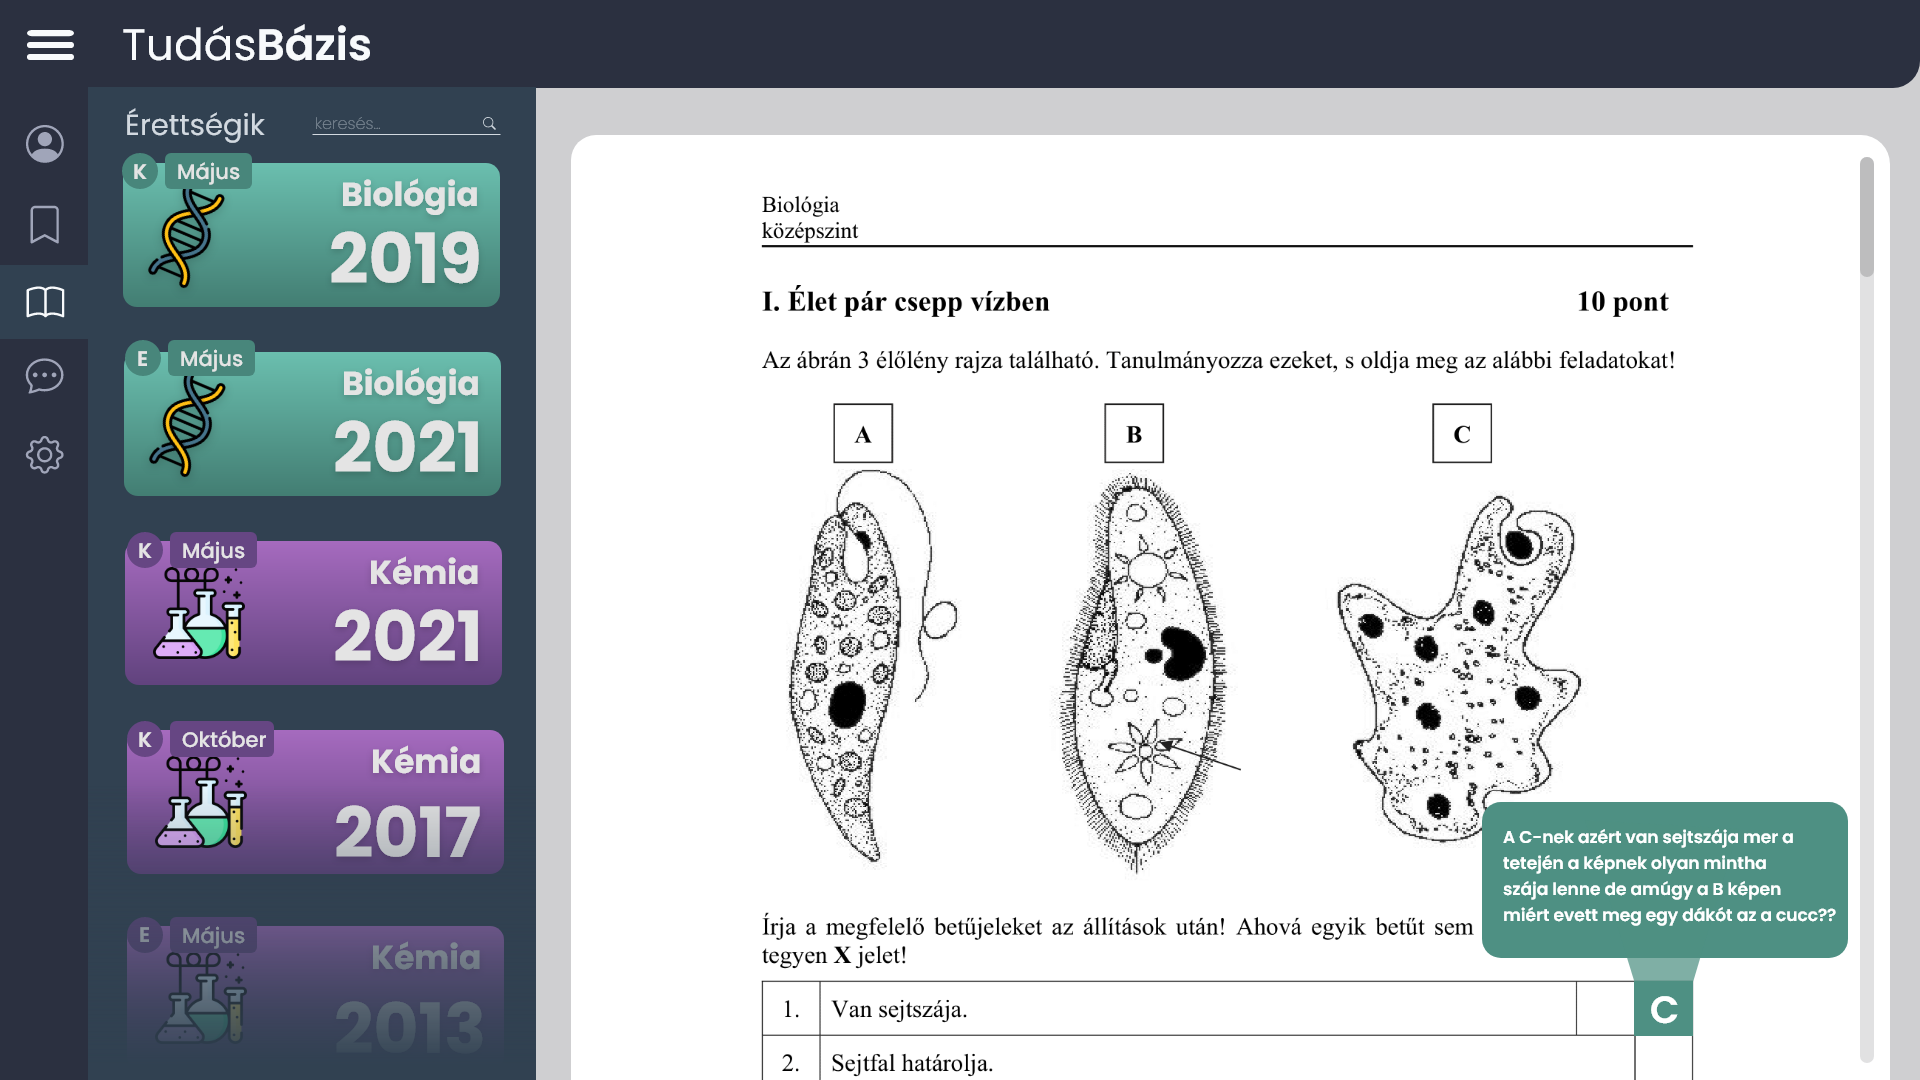 TudásBázis
Érettségik
keresés...
K Május
Biológia
2019
E Május
Biológia
2021
K Május
Kémia
2021
K Október
Kémia
2017
E Május
Kémia
2013
Biológia
középszint
I. Élet pár csepp vízben 10 pont
Az ábrán 3 élőlény rajza található. Tanulmányozza ezeket, s oldja meg az alábbi feladatokat!
A B C
Írja a megfelelő betűjeleket az állítások után! Ahová egyik betűt sem
tegyen X jelet!
A C-nek azért van sejtszája mer a
tetején a képnek olyan mintha
szája lenne de amúgy a B képen
miért evett meg egy dákót az a cucc??
1. Van sejtszája. C
2. Sejtfal határolja.